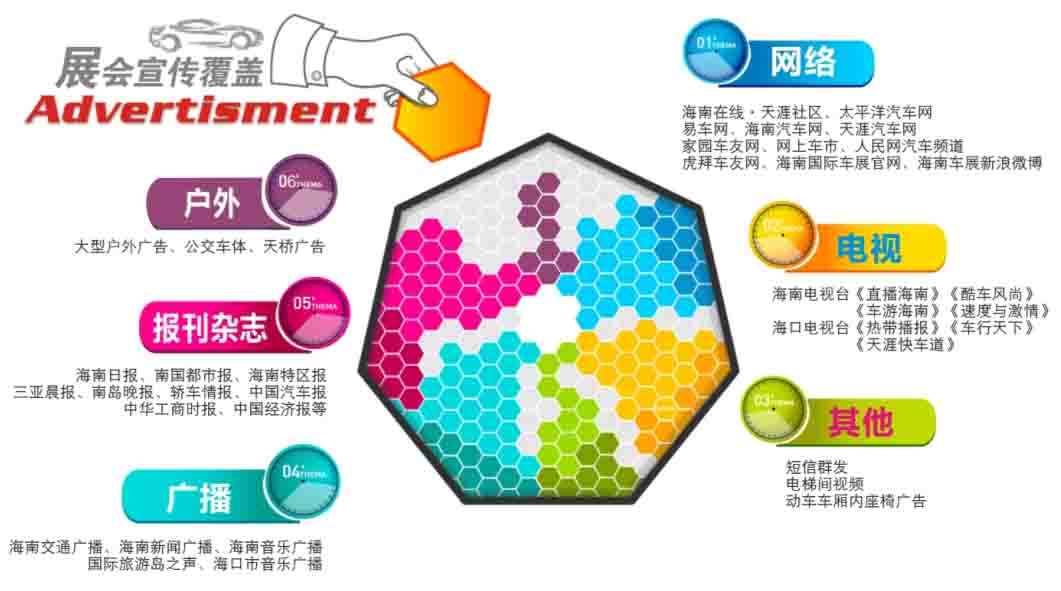 展会宣传覆盖
Advertisment
01 THEMA
网络
海南在线·天涯社区、太平洋汽车网
易车网、海南汽车网、天涯汽车网
家园车友网、网上车市、人民网汽车频道
虎拜车友网、海南国际车展官网、海南车展新浪微博
电视
海南电视台《直播海南》《酷车风尚》
《车游海南》《速度与激情》
海口电视台《热带播报》《车行天下》
《天涯快车道》
03 THEMA
其他
短信群发
电梯间视频
动车车厢内座椅广告
04 THEMA
广播
海南交通广播、海南新闻广播、海南音乐广播
国际旅游岛之声、海口市音乐广播
05 THEMA
报刊杂志
海南日报、南国都市报、海南特区报
三亚晨报、南岛晚报、轿车情报、中国汽车报
中华工商时报、中国经济报等
06 THEMA
户外
大型户外广告、公交车体、天桥广告